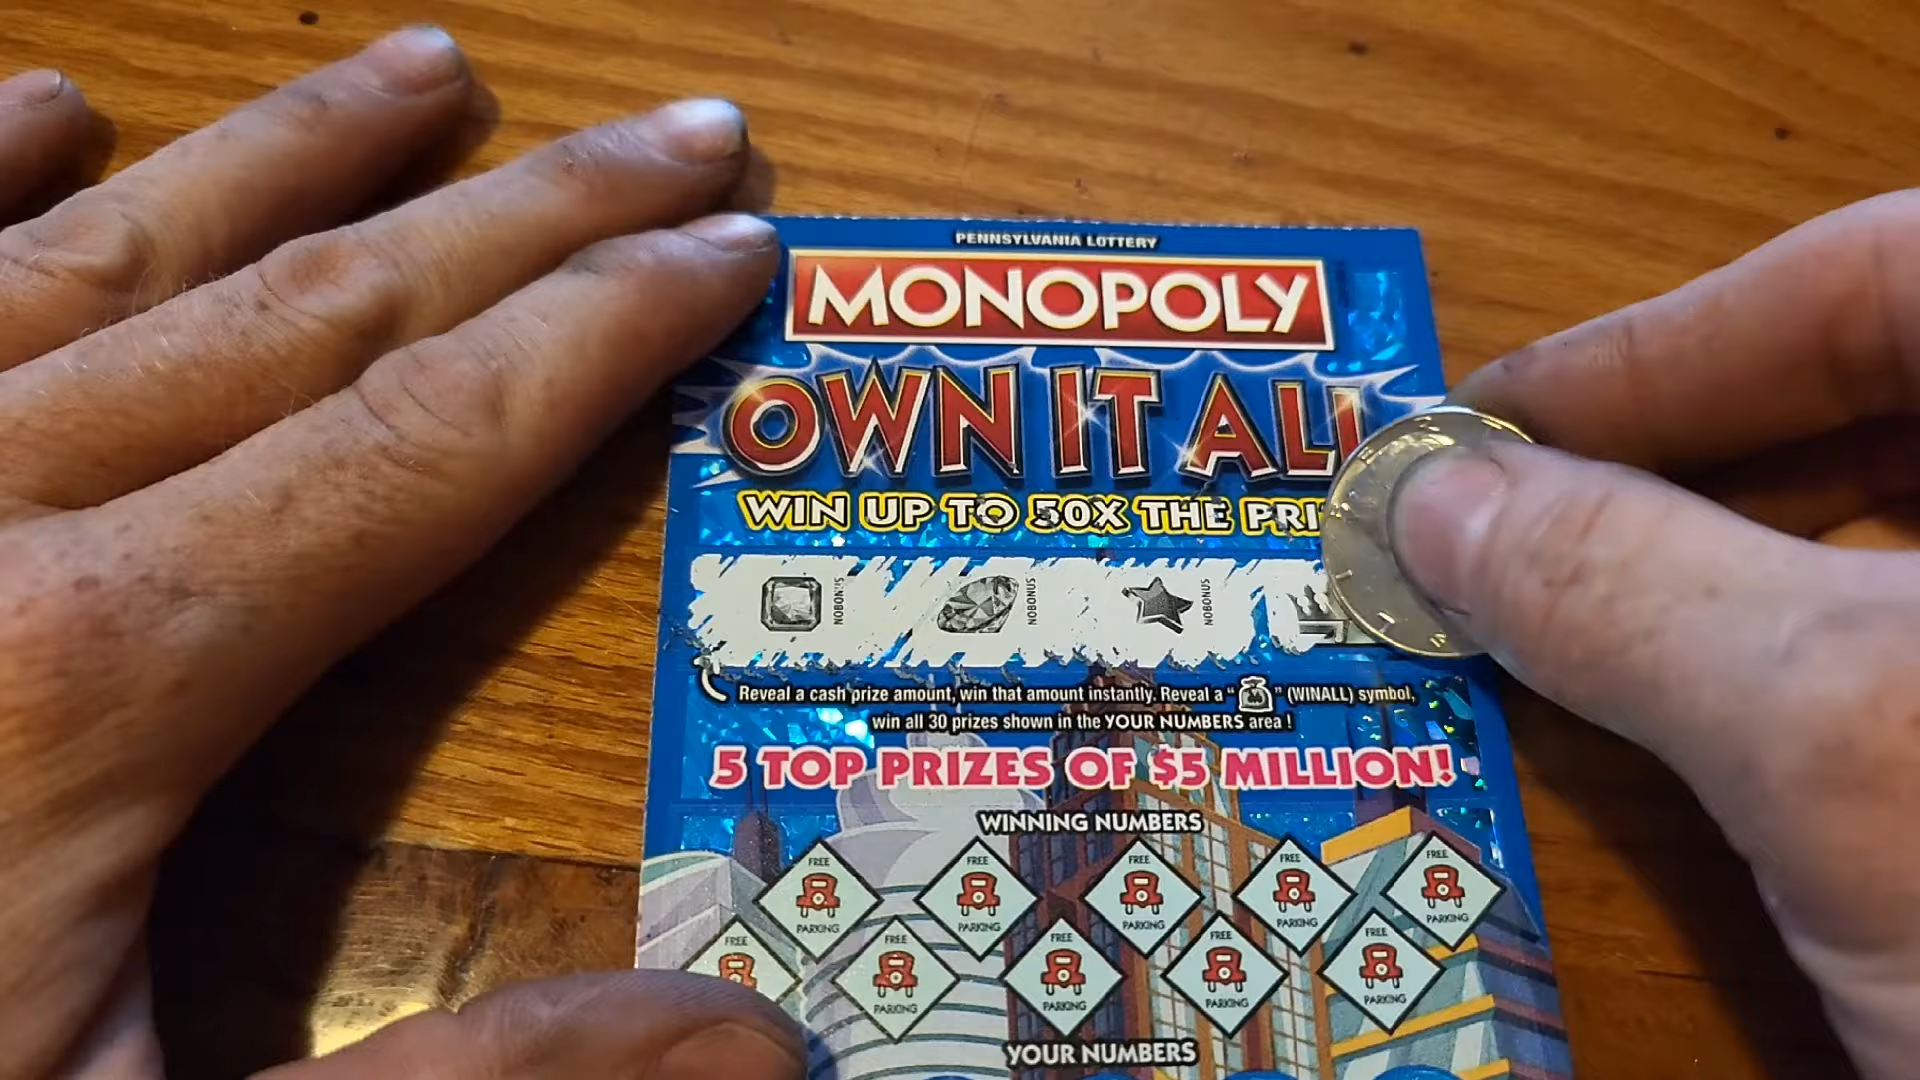 PENNSYLVANIA LOTTERY
MONOPOLY
OWN IT ALL
WIN UP TO 50X THE
NOBONUS NOBONUS NOBONUS
Reveal a cash prize amount, win that amount instantly. Reveal a " " (WINALL) symbol,
win all 30 prizes shown in the YOUR NUMBERS area!
5 TOP PRIZES OF $5 MILLION!
WINNING NUMBERS
FREE FREE FREE FREE FREE
PARKING PARKING PARKING PARKING PARKING
FREE FREE FREE FREE FREE
PARKING PARKING PARKING PARKING
YOUR NUMBERS